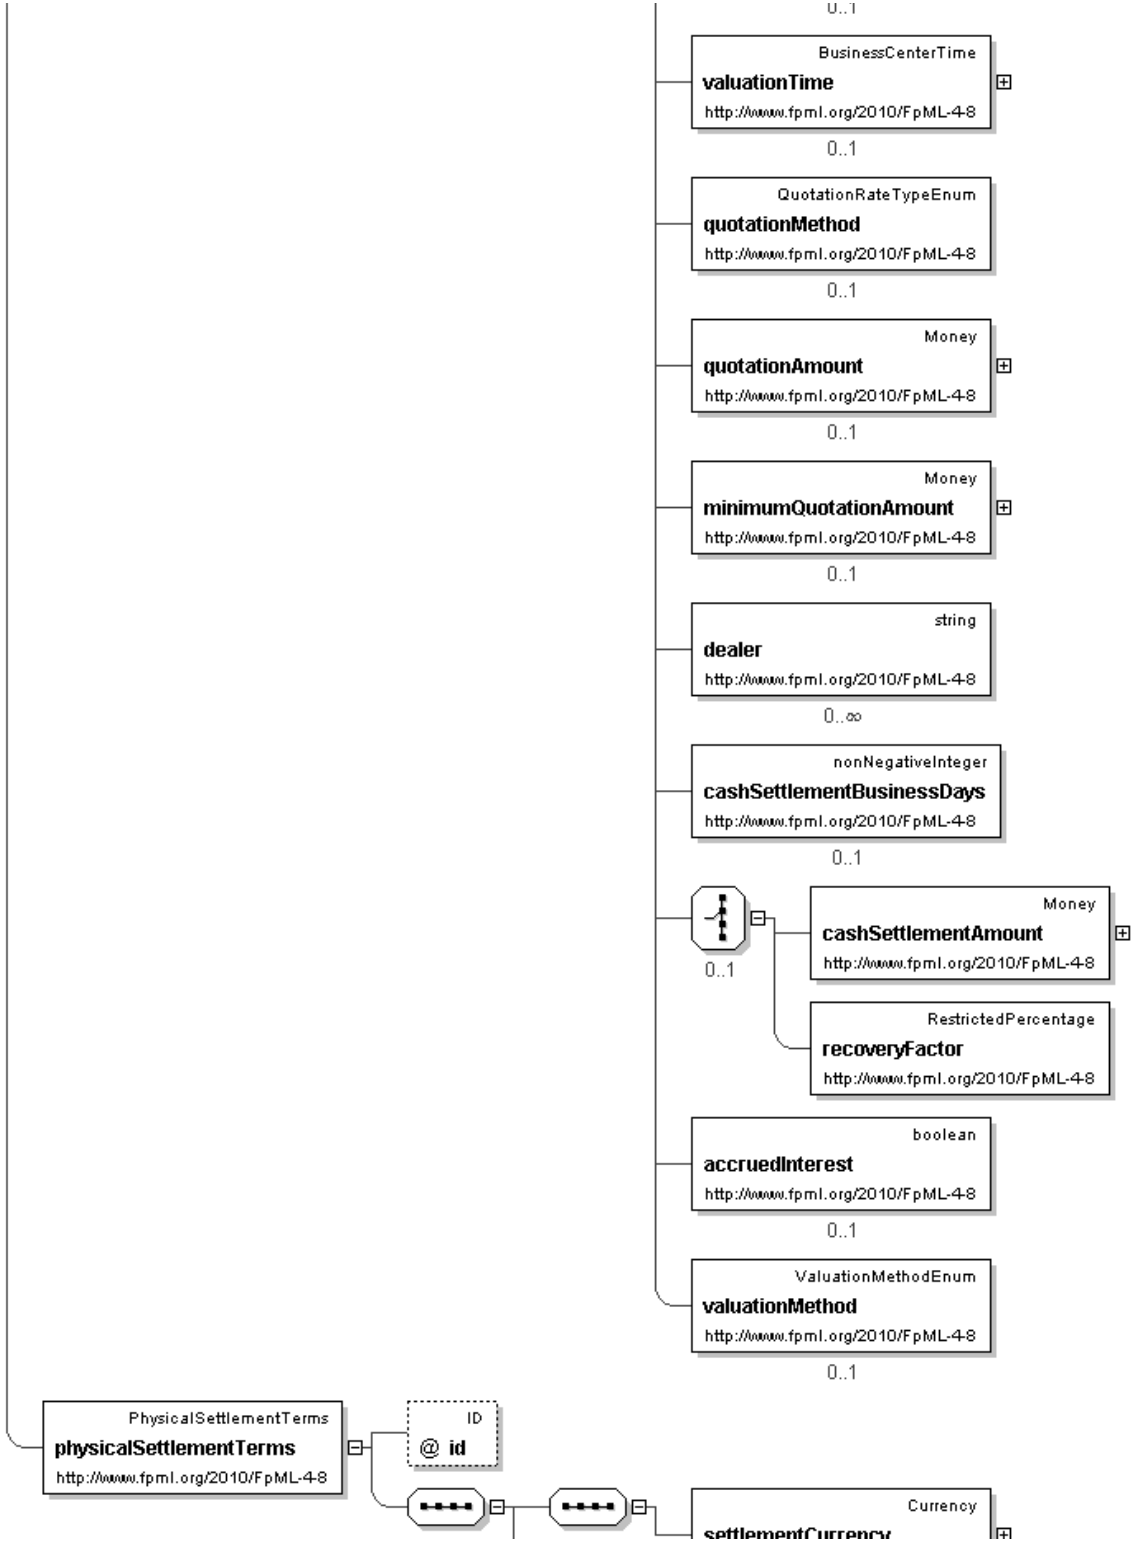 0..1
BusinessCenterTime
valuationTime
http://www.fpml.org/2010/FpML-4-8
0..1
QuotationRateTypeEnum
quotationMethod
http://www.fpml.org/2010/FpML-4-8
0..1
Money
quotationAmount
http://www.fpml.org/2010/FpML-4-8
0..1
Money
minimumQuotationAmount
http://www.fpml.org/2010/FpML-4-8
0..1
string
dealer
http://www.fpml.org/2010/FpML-4-8
0..∞
nonNegativeInteger
cashSettlementBusinessDays
http://www.fpml.org/2010/FpML-4-8
0..1
Money
cashSettlementAmount
http://www.fpml.org/2010/FpML-4-8
0..1
RestrictedPercentage
recoveryFactor
http://www.fpml.org/2010/FpML-4-8
boolean
accruedInterest
http://www.fpml.org/2010/FpML-4-8
0..1
ValuationMethodEnum
valuationMethod
http://www.fpml.org/2010/FpML-4-8
0..1
PhysicalSettlementTerms
physicalSettlementTerms
http://www.fpml.org/2010/FpML-4-8
ID
@ id
Currency
settlementCurrency